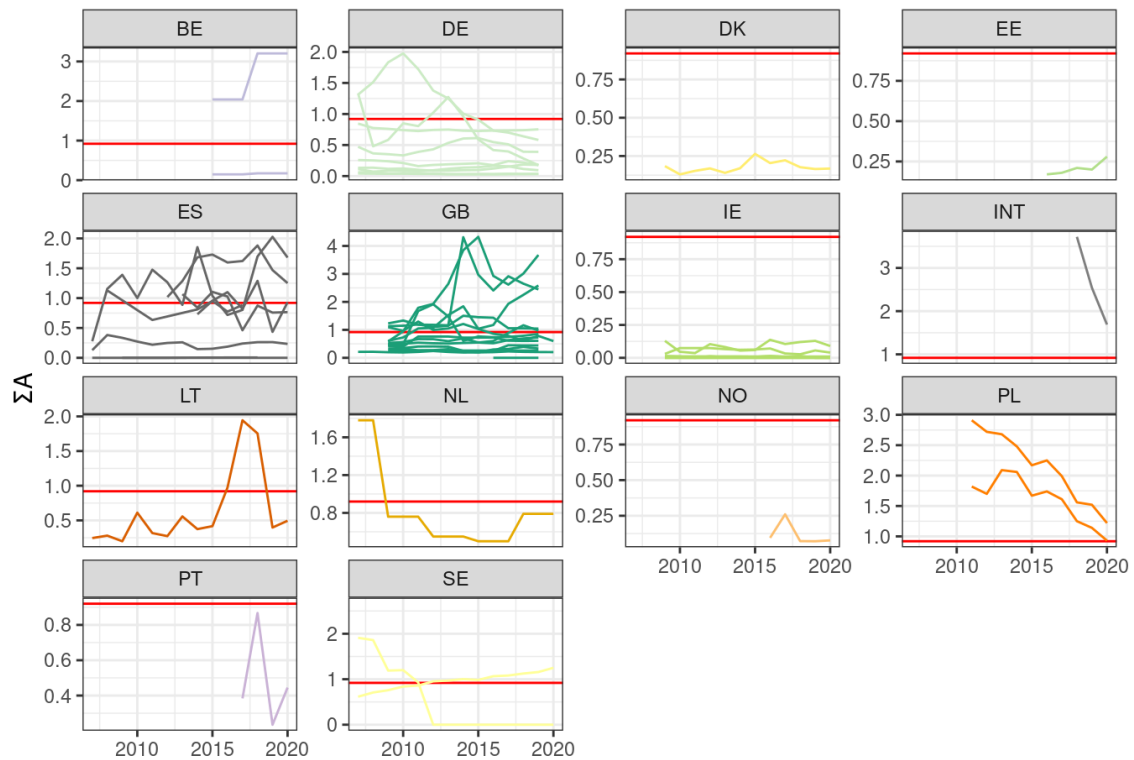 BE DE DK EE
3 2 1 0
2.0 1.5 1.0 0.5 0.0
0.75 0.50 0.25
0.75 0.50 0.25
ES GB IE INT
2.0 1.5 1.0 0.5 0.0
4 3 2 1 0
0.75 0.50 0.25 0.00
3 2 1
ΣA
LT NL NO PL
2.0 1.5 1.0 0.5
1.6 1.2 0.8
0.75 0.50 0.25
3.0 2.5 2.0 1.5 1.0
2010 2015 2020 2010 2015 2020
PT SE
0.8 0.6 0.4
2 1 0
2010 2015 2020 2010 2015 2020